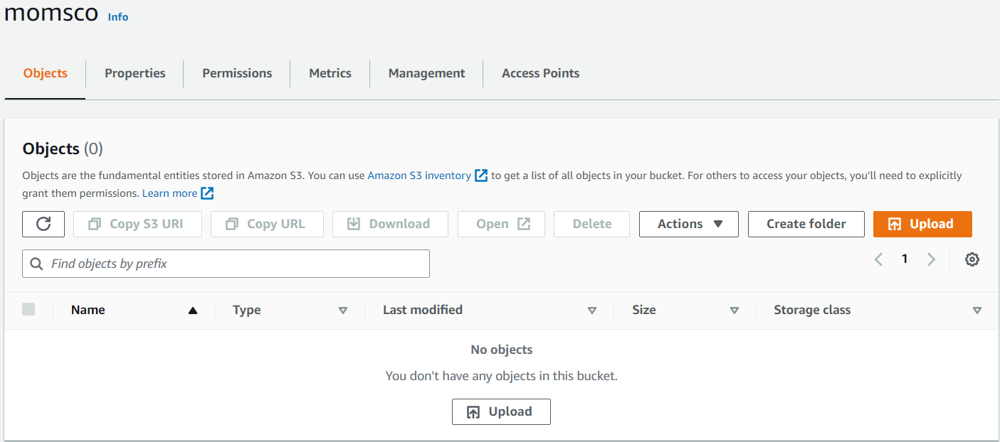 momsco Info
Objects Properties Permissions Metrics Management Access Points
Objects (0)
Objects are the fundamental entities stored in Amazon S3. You can use Amazon S3 inventory to get a list of all objects in your bucket. For others to access your objects, you'll need to explicitly
grant them permissions. Learn more
Copy S3 URI Copy URL Download Open Delete Actions Create folder Upload
Find objects by prefix 1
Name Type Last modified Size Storage class
No objects
You don't have any objects in this bucket.
Upload